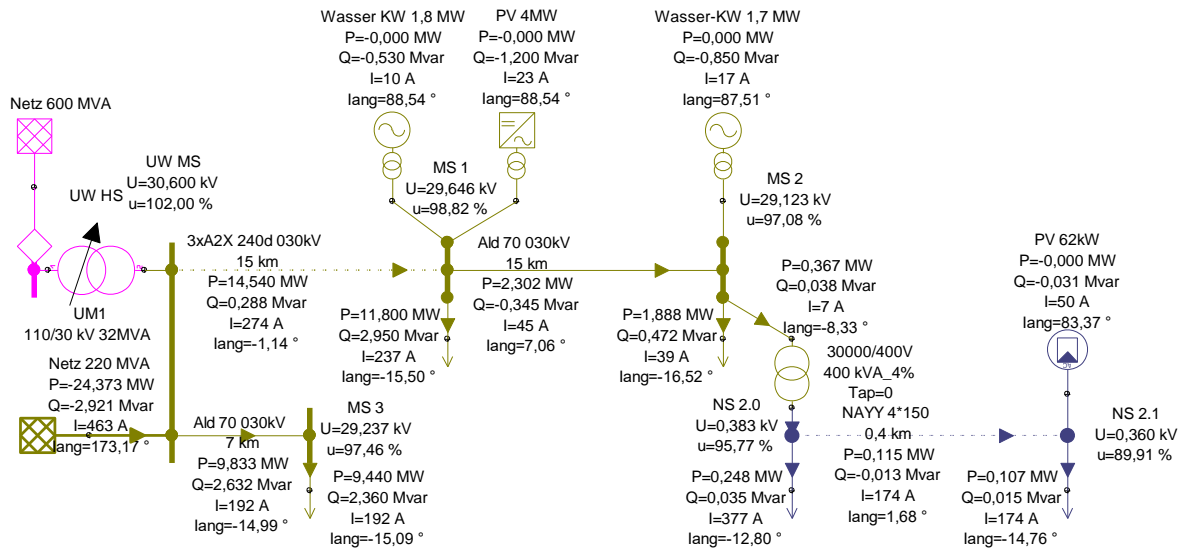 Wasser KW 1,8 MW
P=-0,000 MW
Q=-0,530 Mvar
I=10 A
Iang=88,54 °
PV 4MW
P=-0,000 MW
Q=-1,200 Mvar
I=23 A
Iang=88,54 °
Wasser-KW 1,7 MW
P=0,000 MW
Q=-0,850 Mvar
I=17 A
Iang=87,51 °
Netz 600 MVA
UW HS
UW MS
U=30,600 kV
u=102,00 %
UM1
110/30 kV 32MVA
MS 1
U=29,646 kV
u=98,82 %
MS 2
U=29,123 kV
u=97,08 %
3xA2X 240d 030kV
15 km
P=14,540 MW
Q=0,288 Mvar
I=274 A
Iang=-1,14 °
Ald 70 030kV
15 km
P=2,302 MW
Q=-0,345 Mvar
I=45 A
Iang=7,06 °
P=11,800 MW
Q=2,950 Mvar
I=237 A
Iang=-15,50 °
P=1,888 MW
Q=0,472 Mvar
I=39 A
Iang=-16,52 °
P=0,367 MW
Q=0,038 Mvar
I=7 A
Iang=-8,33 °
30000/400V
400 kVA_4%
Tap=0
PV 62kW
P=-0,000 MW
Q=-0,031 Mvar
I=50 A
Iang=83,37 °
Netz 220 MVA
P=-24,373 MW
Q=-2,921 Mvar
I=463 A
Iang=173,17 °
Ald 70 030kV
7 km
P=9,833 MW
Q=2,632 Mvar
I=192 A
Iang=-14,99 °
MS 3
U=29,237 kV
u=97,46 %
P=9,440 MW
Q=2,360 Mvar
I=192 A
Iang=-15,09 °
NS 2.0
U=0,383 kV
u=95,77 %
P=0,248 MW
Q=0,035 Mvar
I=377 A
Iang=-12,80 °
NAYY 4*150
0,4 km
P=0,115 MW
Q=-0,013 Mvar
I=174 A
Iang=1,68 °
NS 2.1
U=0,360 kV
u=89,91 %
P=0,107 MW
Q=0,015 Mvar
I=174 A
Iang=-14,76 °